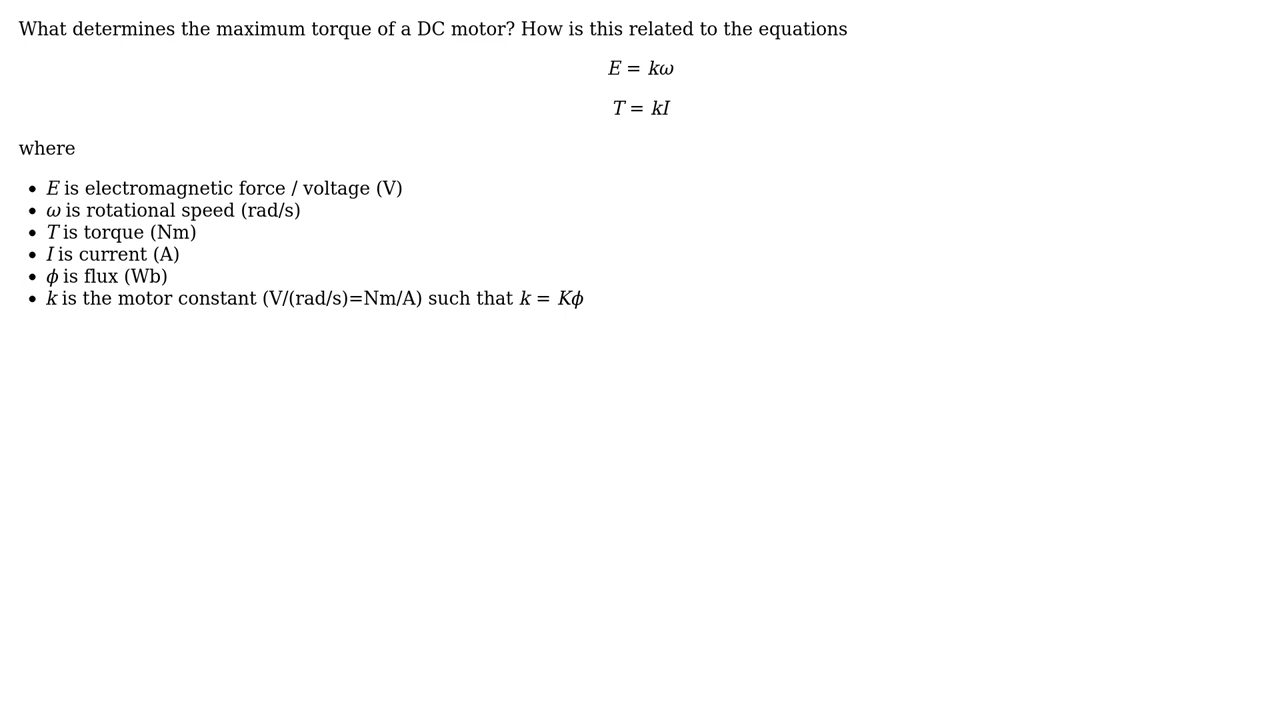 What determines the maximum torque of a DC motor? How is this related to the equations
E = kω
T = kI
where
• E is electromagnetic force / voltage (V)
• ω is rotational speed (rad/s)
• T is torque (Nm)
• I is current (A)
• ϕ is flux (Wb)
• k is the motor constant (V/(rad/s)=Nm/A) such that k = Kϕ